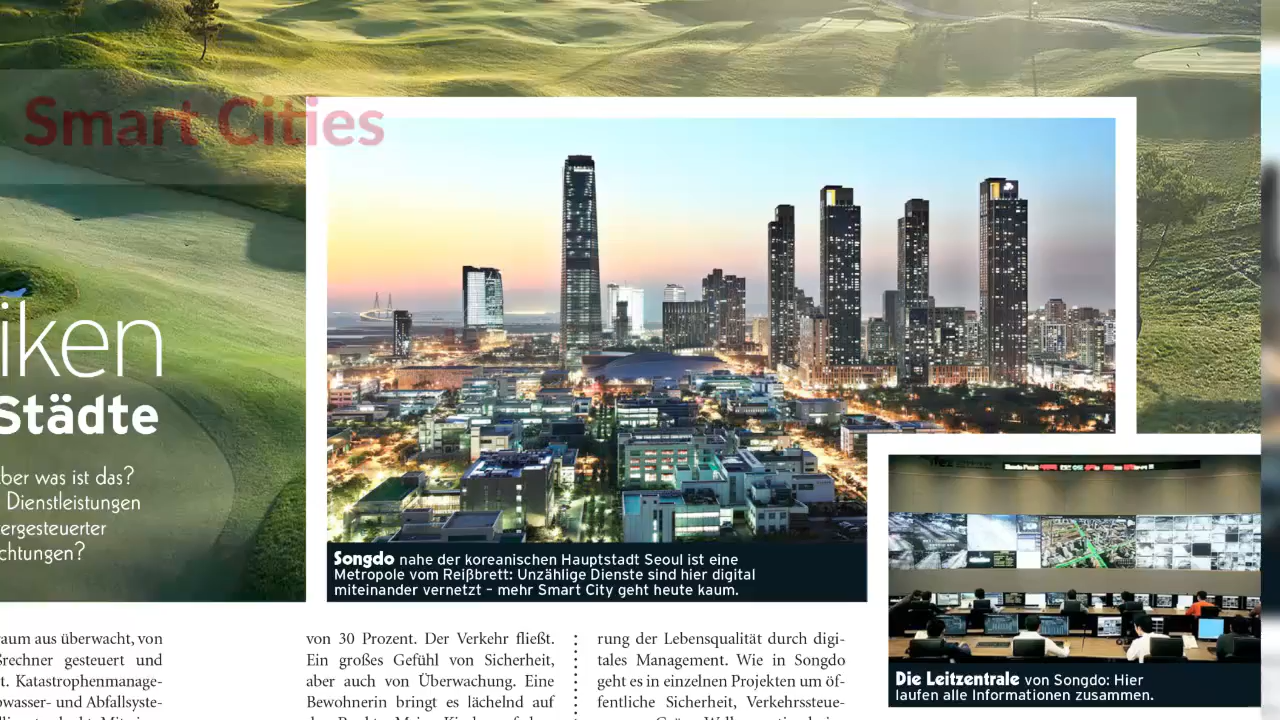 Smart Cities
iken
Städte
ber was ist das?
Dienstleistungen
ergesteuerter
chtungen?
Songdo nahe der koreanischen Hauptstadt Seoul ist eine
Metropole vom Reißbrett: Unzählige Dienste sind hier digital
miteinander vernetzt – mehr Smart City geht heute kaum.
Die Leitzentrale von Songdo: Hier
laufen alle Informationen zusammen.
raum aus überwacht, von
rechner gesteuert und
t. Katastrophenmanage-
wasser- und Abfallsyste-
von 30 Prozent. Der Verkehr fließt.
Ein großes Gefühl von Sicherheit,
aber auch von Überwachung. Eine
Bewohnerin bringt es lächelnd auf
rung der Lebensqualität durch digi-
tales Management. Wie in Songdo
geht es in einzelnen Projekten um öf-
fentliche Sicherheit, Verkehrssteue-